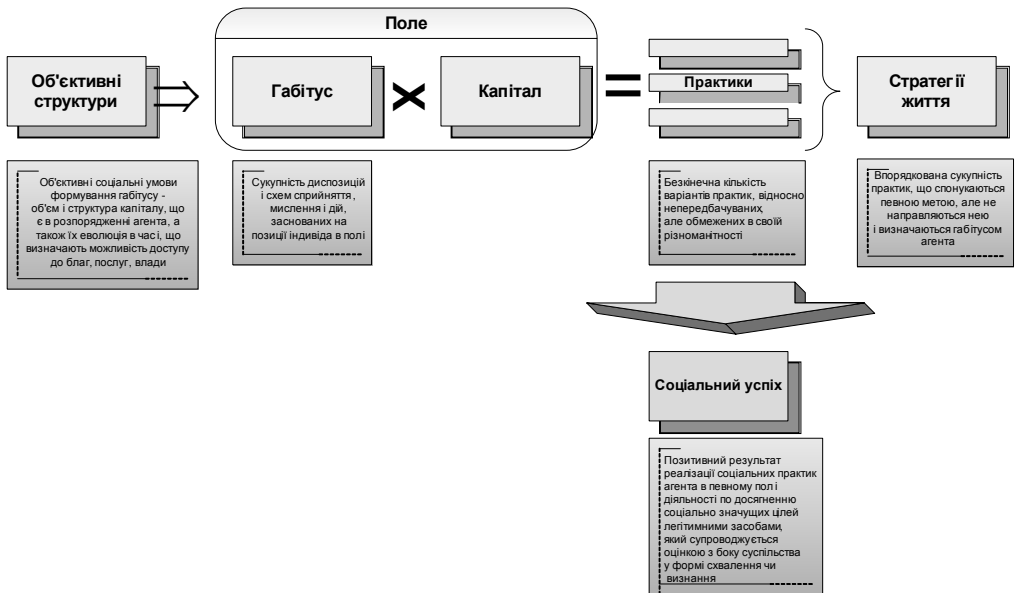 Поле
Об'єктивні
структури
Габітус
Капітал
Практики
Стратегії
життя
Об'єктивні соціальні умови
формування габітусу -
об'єм і структура капіталу, що
є в розпорядженні агента, а
також їх еволюція в часі, що
визначають можливість доступу
до благ, послуг, влади
Сукупність диспозицій
і схем сприйняття,
мислення і дій,
заснованих на
позиції індивіда в полі
Безкінечна кількість
варіантів практик, відносно
непередбачуваних,
але обмежених в своїй
різноманітності
Впорядкована сукупність
практик, що спонукаються
певною метою, але не
направляються нею
і визначаються габітусом
агента
Соціальний успіх
Позитивний результат
реалізації соціальних практик
агента в певному полі
діяльності по досягненню
соціально значущих цілей
легітимними засобами,
який супроводжується
оцінкою з боку суспільства
у формі схвалення чи
визнання